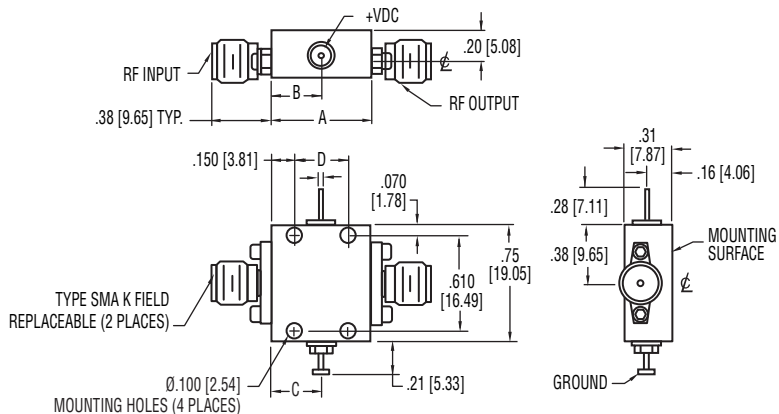 +VDC
.20 [5.08]
RF INPUT
℄
RF OUTPUT
B
A
.38 [9.65] TYP.
.150 [3.81]
D
.070
[1.78]
.75
[19.05]
.610
[16.49]
TYPE SMA K FIELD
REPLACEABLE (2 PLACES)
Ø.100 [2.54]
MOUNTING HOLES (4 PLACES)
C
.21 [5.33]
.31
[7.87]
.16 [4.06]
.28 [7.11]
.38 [9.65]
MOUNTING
SURFACE
℄
GROUND